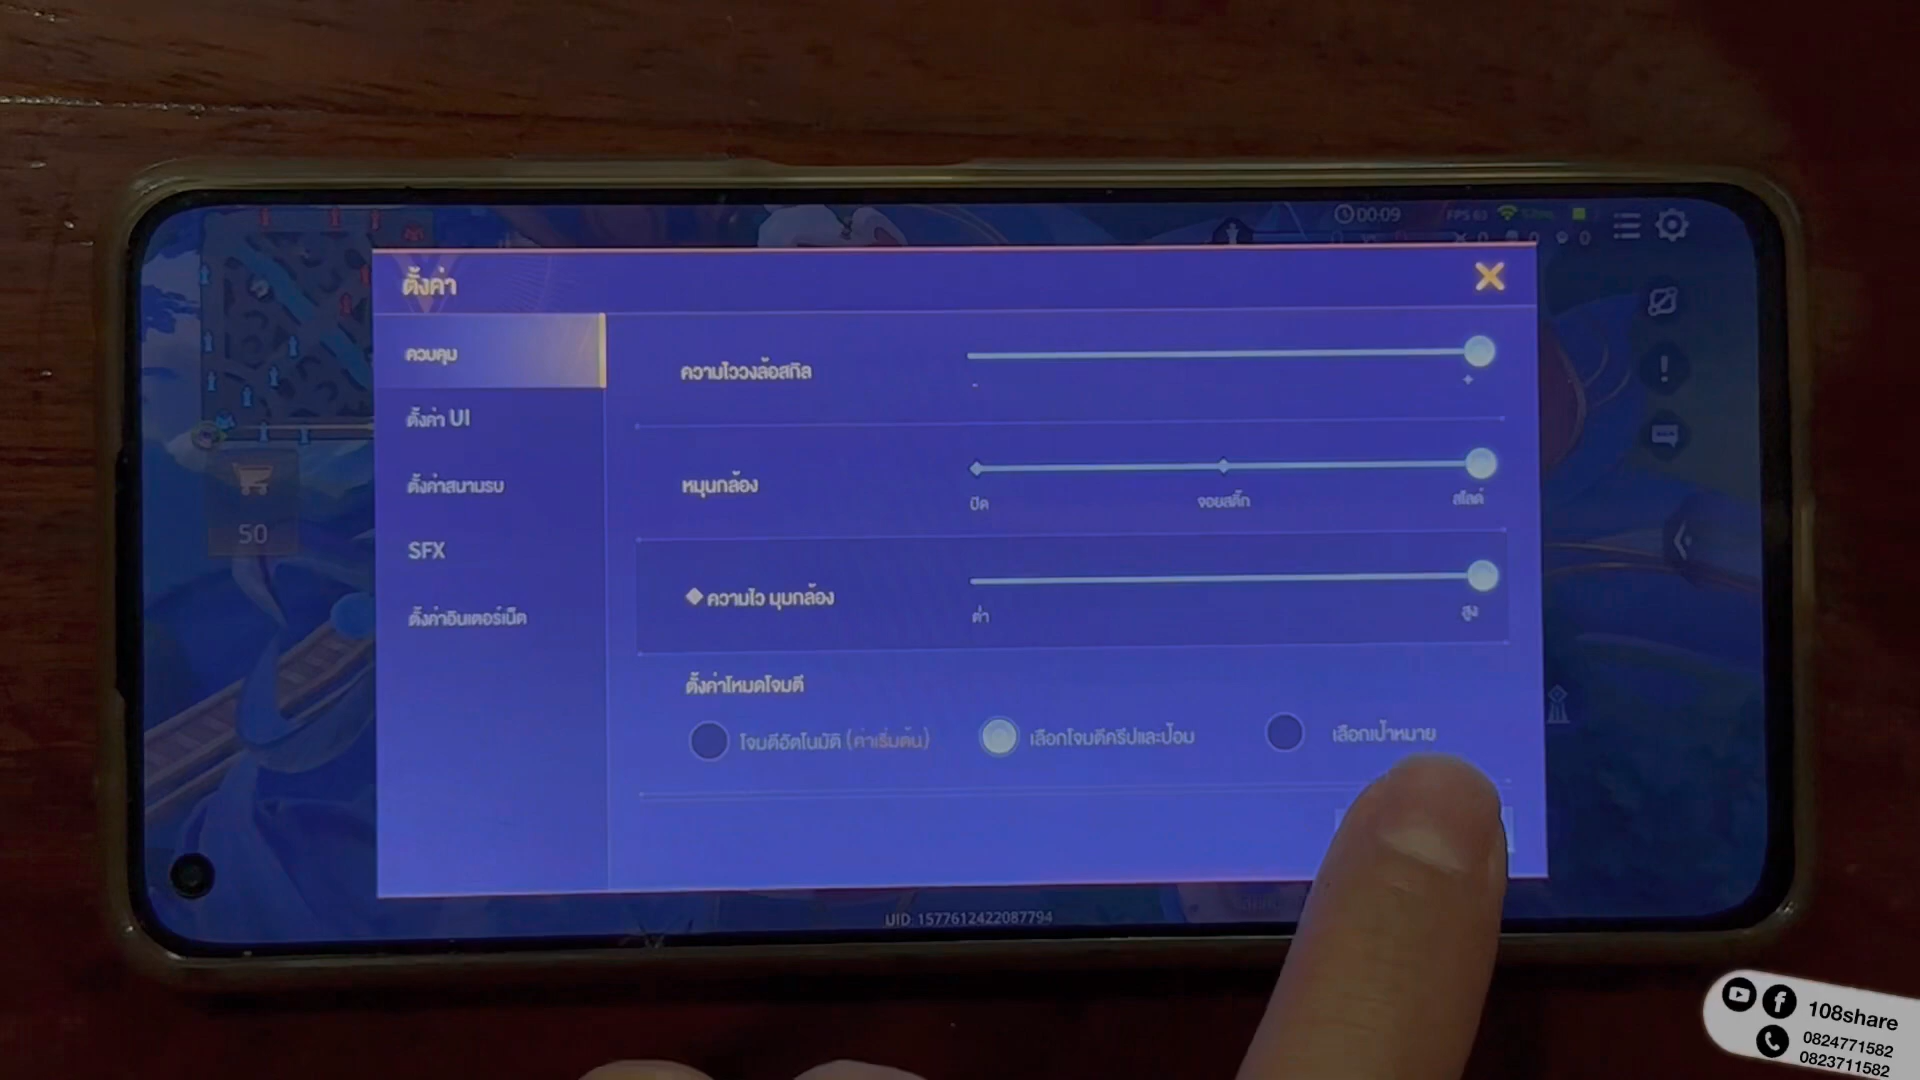 00:09
FPS 60
ตั้งค่า
ควบคุม
ความไววงล้อสกิล
-
+
ตั้งค่า UI
หมุนกล้อง
ปิด
จอยสติ๊ก
สไลด์
ตั้งค่าสนามรบ
50
SFX
ความไว มุมกล้อง
ต่ำ
สูง
ตั้งค่าอินเตอร์เน็ต
ตั้งค่าโหมดโจมตี
โจมตีอัตโนมัติ (ค่าเริ่มต้น)
เลือกโจมตีครีปและป้อม
เลือกเป้าหมาย
UID: 1577612422087794
108share
0824771582
0823711582